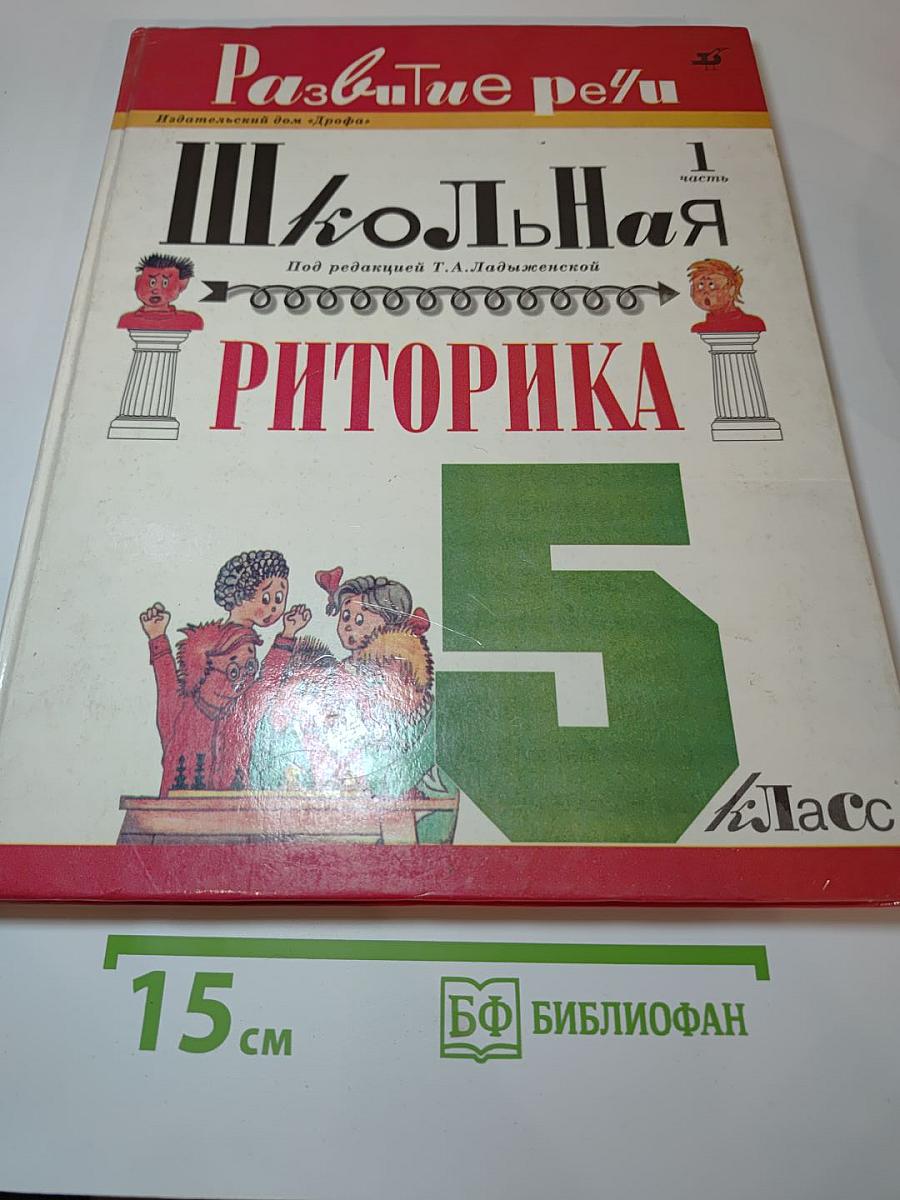 Развитие речи
Издательский дом «Дрофа»
Школьная
1
часть
Под редакцией Т.А.Ладыженской
РИТОРИКА
5
класс
15 см
БФ БИБЛИОФАН